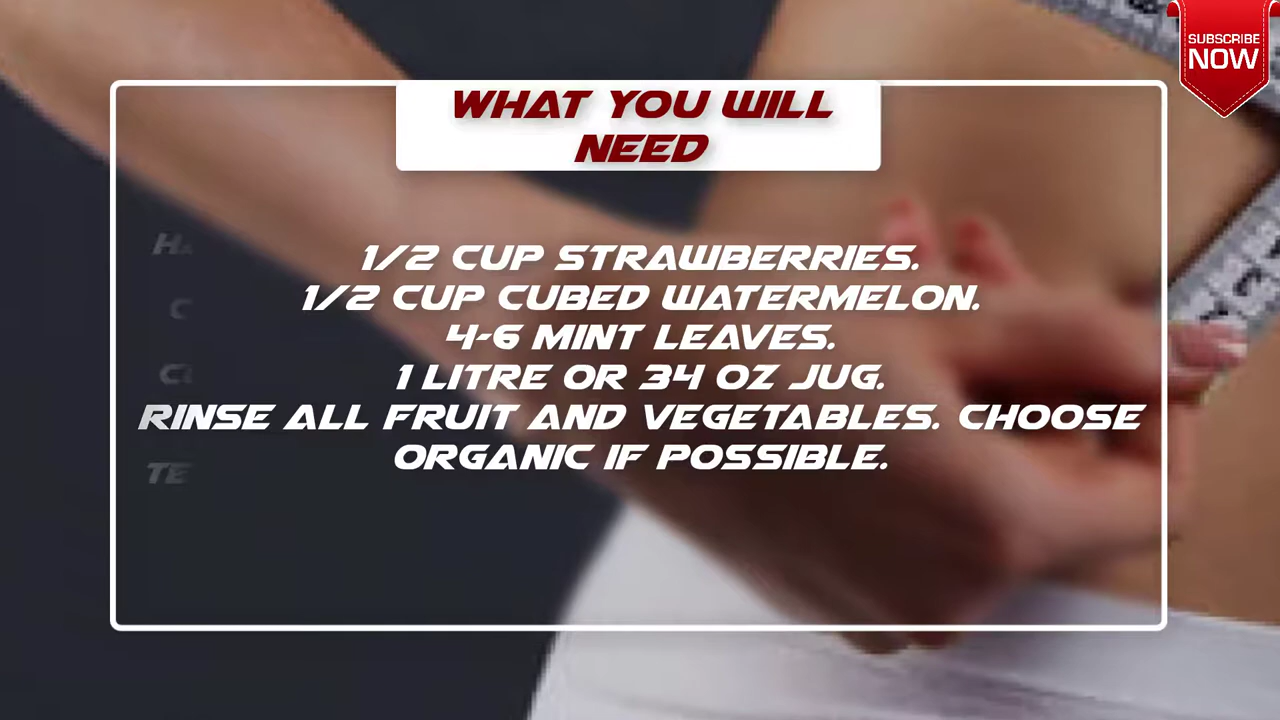 SUBSCRIBE
NOW
WHAT YOU WILL
NEED
1/2 CUP STRAWBERRIES.
1/2 CUP CUBED WATERMELON.
4-6 MINT LEAVES.
1 LITRE OR 34 OZ JUG.
RINSE ALL FRUIT AND VEGETABLES. CHOOSE
ORGANIC IF POSSIBLE.